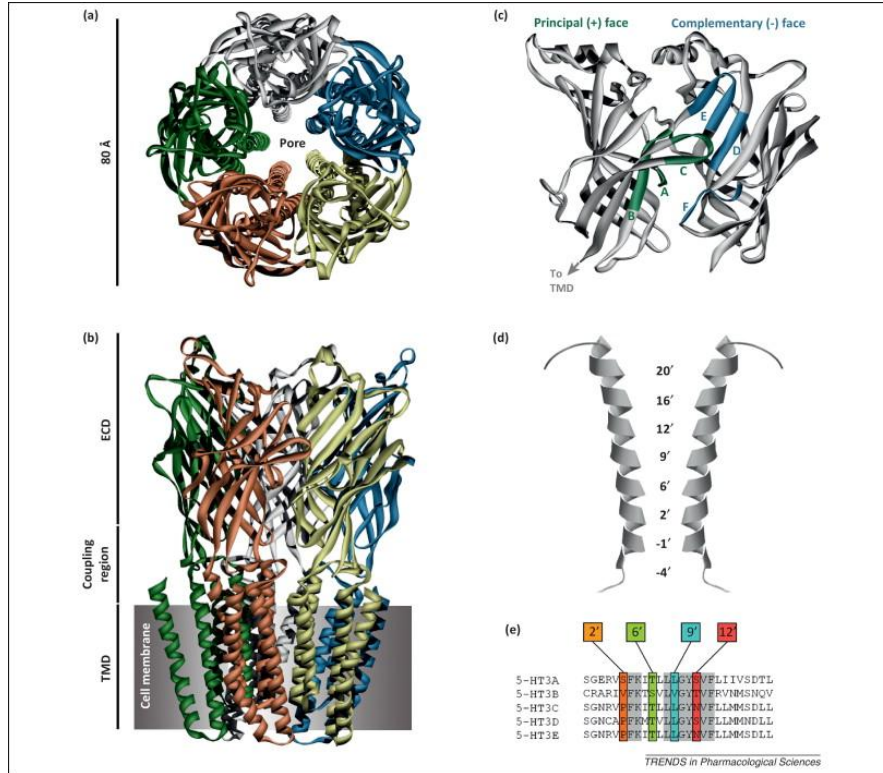 (a)
80 Å
Pore
(b)
ECD
Coupling
region
TMD
Cell membrane
(c)
Principal (+) face
Complementary (-) face
E
D
C
A
F
B
To
TMD
(d)
20′
16′
12′
9′
6′
2′
-1′
-4′
(e)
2′ 6′ 9′ 12′
5-HT3A SGERVSFKITLLLGYSVFLIIVSDTL
5-HT3B CRARIVFKTSVLVGYTVFRVNMSNQV
5-HT3C SGNRVPFKITLLLGYNVFLLMMSDLL
5-HT3D SGNCAPFKMTVLLGYNVFLLMMNDLL
5-HT3E SGNRVPFKITLLLGYNVFLLMMSDLL
TRENDS in Pharmacological Sciences